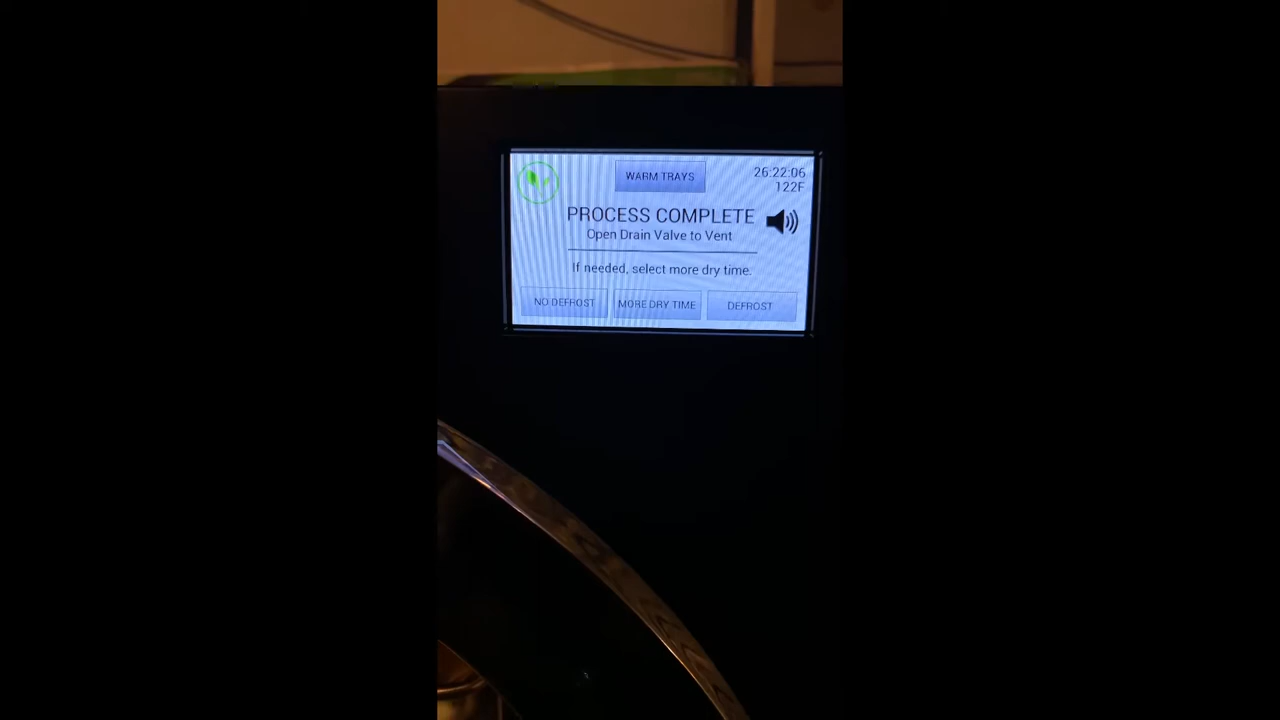 WARM TRAYS
26:22:06
122F
PROCESS COMPLETE
Open Drain Valve to Vent
If needed, select more dry time.
NO DEFROST
MORE DRY TIME
DEFROST